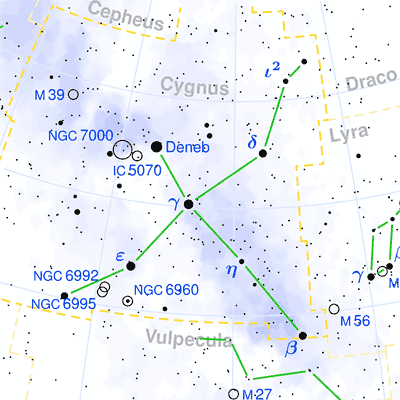 Cepheus
ι²
Cygnus
Draco
M 39
NGC 7000
Deneb
δ
Lyra
IC 5070
γ
ε
η
NGC 6992
γ
NGC 6960
NGC 6995
M 56
Vulpecula
β
M 27